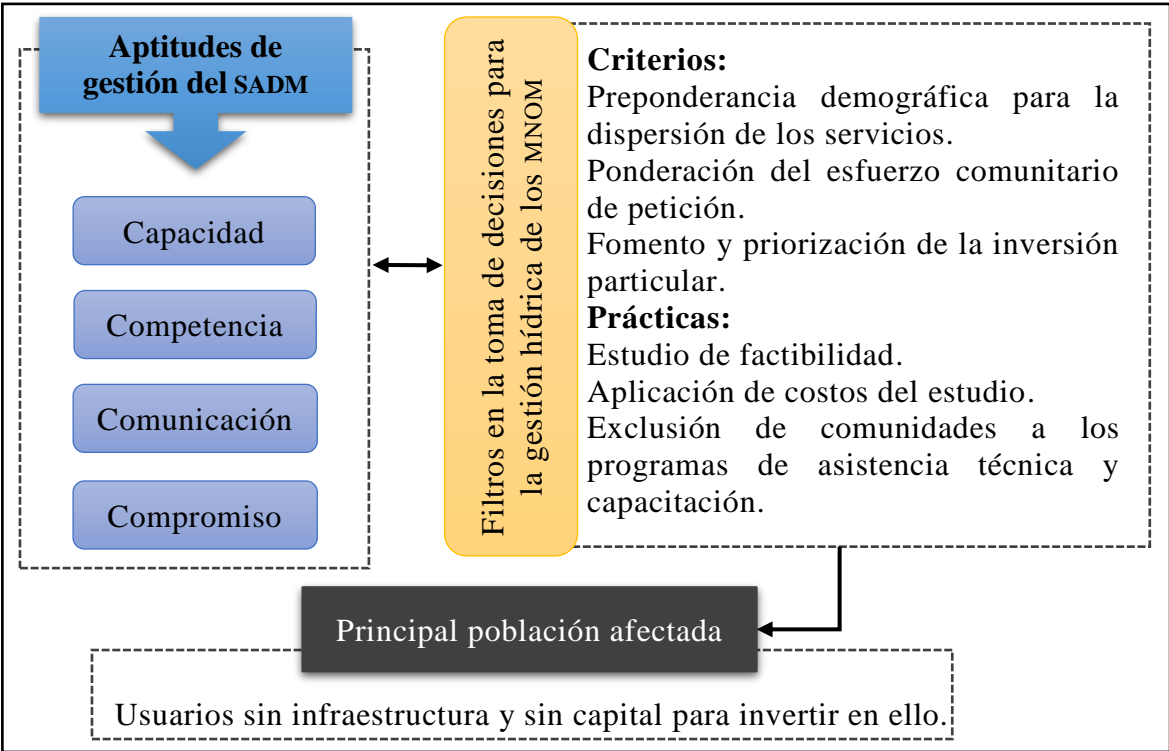 Aptitudes de
gestión del SADM
Capacidad
Competencia
Comunicación
Compromiso
Filtros en la toma de decisiones para
la gestión hídrica de los MNOM
Criterios:
Preponderancia demográfica para la
dispersión de los servicios.
Ponderación del esfuerzo comunitario
de petición.
Fomento y priorización de la inversión
particular.
Prácticas:
Estudio de factibilidad.
Aplicación de costos del estudio.
Exclusión de comunidades a los
programas de asistencia técnica y
capacitación.
Principal población afectada
Usuarios sin infraestructura y sin capital para invertir en ello.